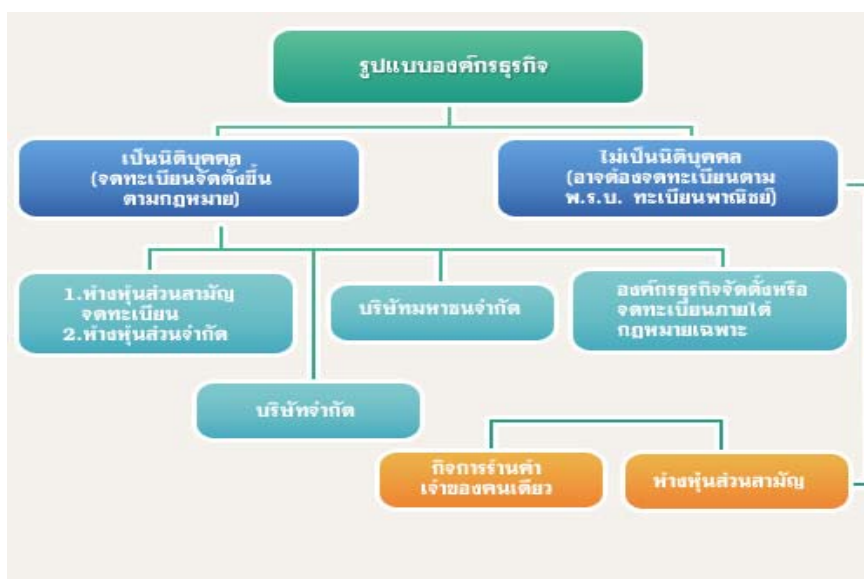 รูปแบบองค์กรธุรกิจ
เป็นนิติบุคคล
(จดทะเบียนจัดตั้งขึ้น
ตามกฎหมาย)
ไม่เป็นนิติบุคคล
(อาจต้องจดทะเบียนตาม
พ.ร.บ. ทะเบียนพาณิชย์)
1.ห้างหุ้นส่วนสามัญ
จดทะเบียน
2.ห้างหุ้นส่วนจำกัด
บริษัทมหาชนจำกัด
องค์กรธุรกิจจัดตั้งหรือ
จดทะเบียนภายใต้
กฎหมายเฉพาะ
บริษัทจำกัด
กิจการร้านค้า
เจ้าของคนเดียว
ห้างหุ้นส่วนสามัญ